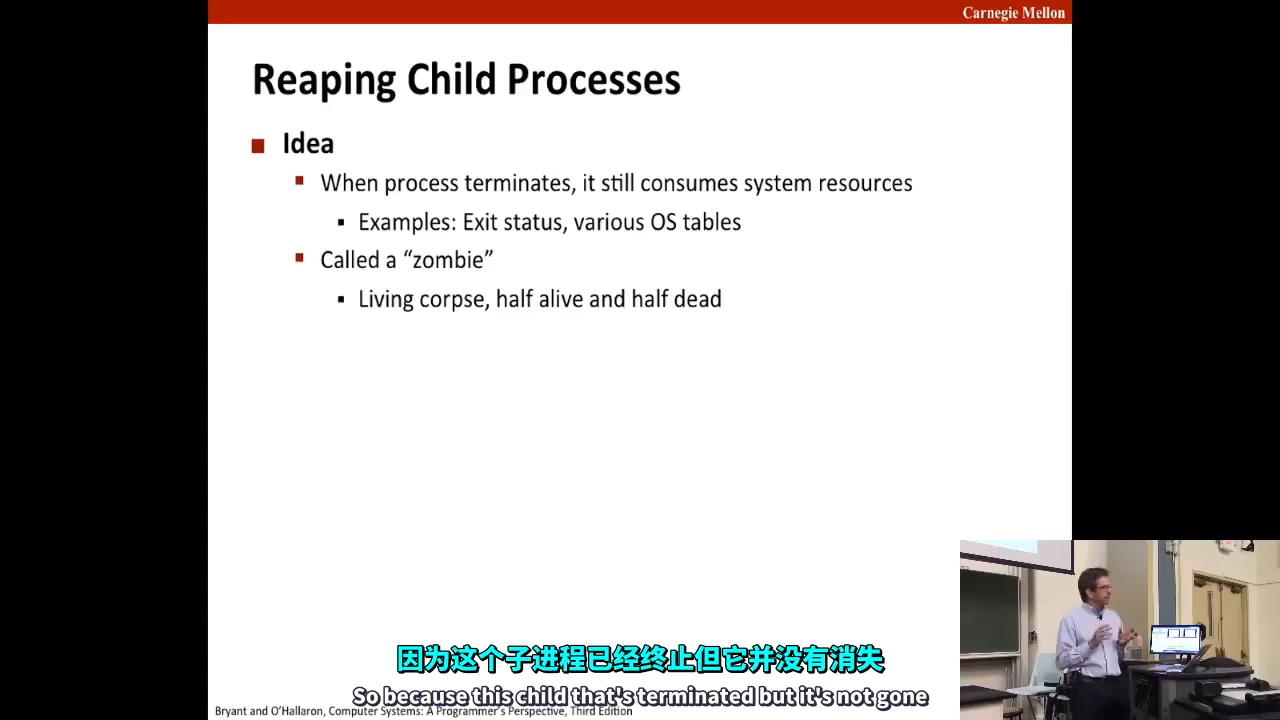 Carnegie Mellon
Reaping Child Processes
Idea
When process terminates, it still consumes system resources
Examples: Exit status, various OS tables
Called a “zombie”
Living corpse, half alive and half dead
因为这个子进程已经终止但它并没有消失
So because this child that's terminated but it's not gone
Bryant and O’Hallaron, Computer Systems: A Programmer’s Perspective, Third Edition